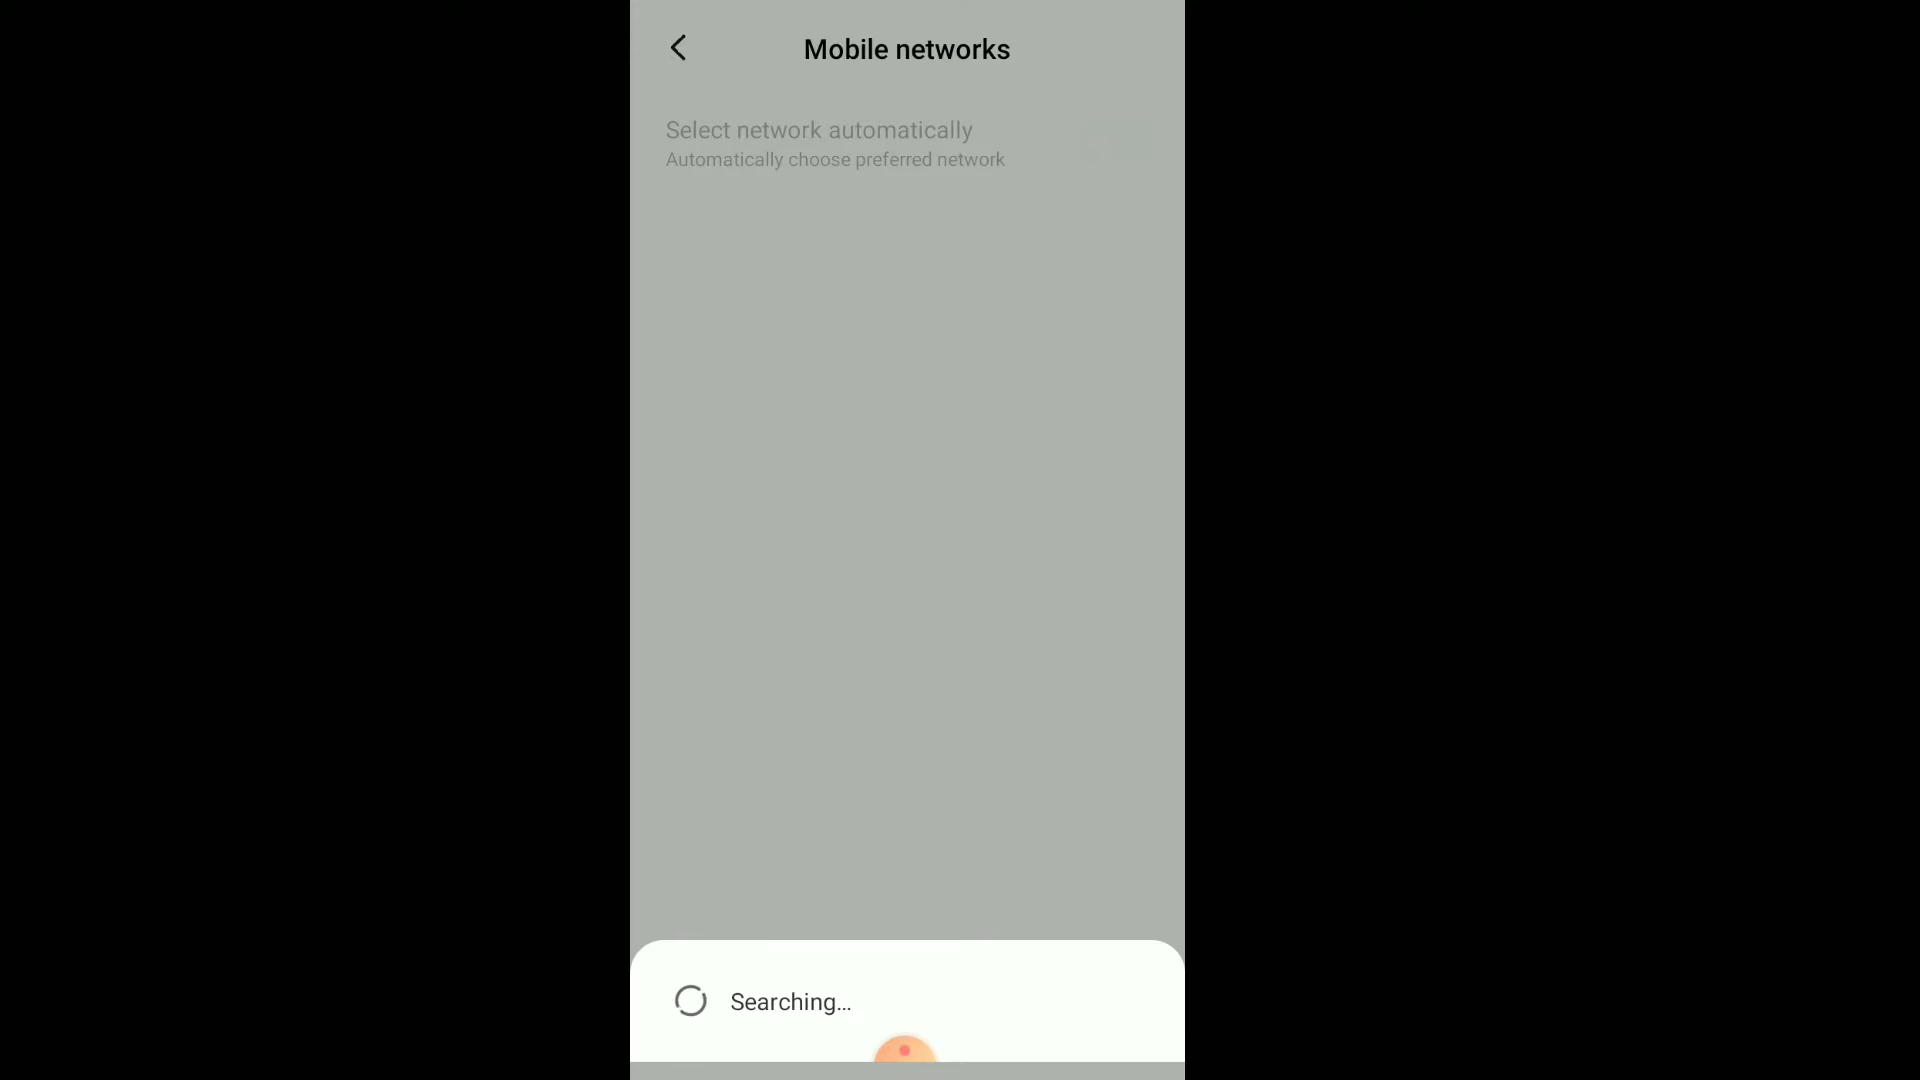 Mobile networks
Select network automatically
Automatically choose preferred network
Searching...